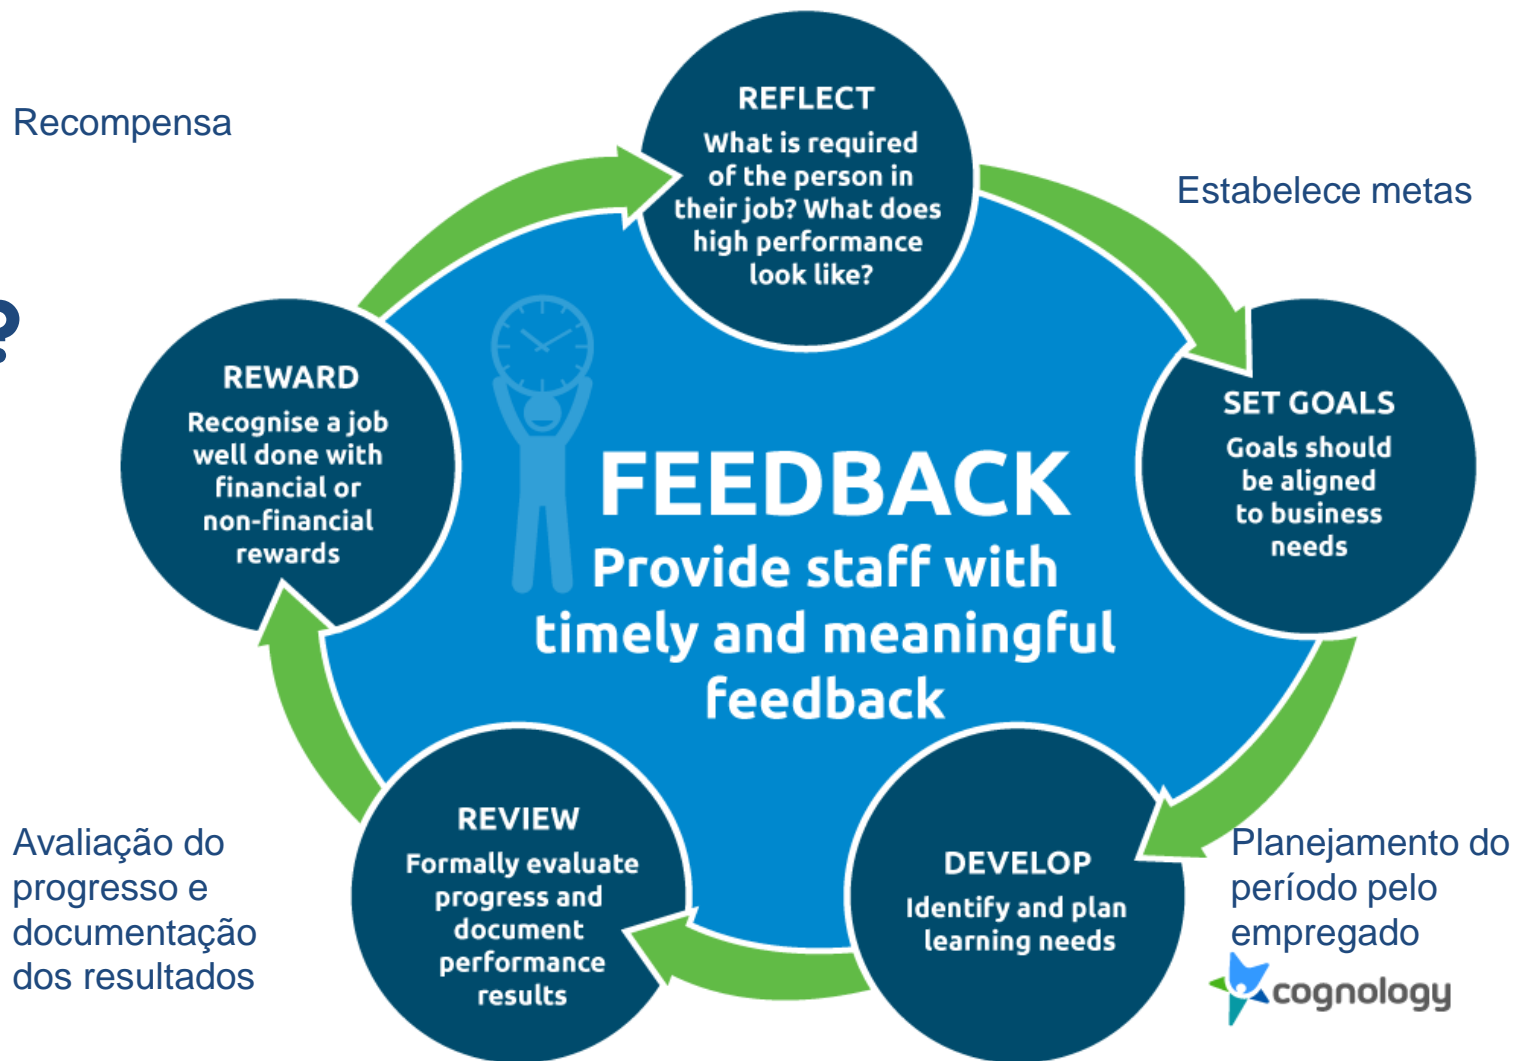 Recompensa
?
REFLECT
What is required
of the person in
their job? What does
high performance
look like?
Estabelece metas
REWARD
Recognise a job
well done with
financial or
non-financial
rewards
SET GOALS
Goals should
be aligned
to business
needs
FEEDBACK
Provide staff with
timely and meaningful
feedback
Avaliação do
progresso e
documentação
dos resultados
REVIEW
Formally evaluate
progress and
document
performance
results
DEVELOP
Identify and plan
learning needs
Planejamento do
período pelo
empregado
cognology